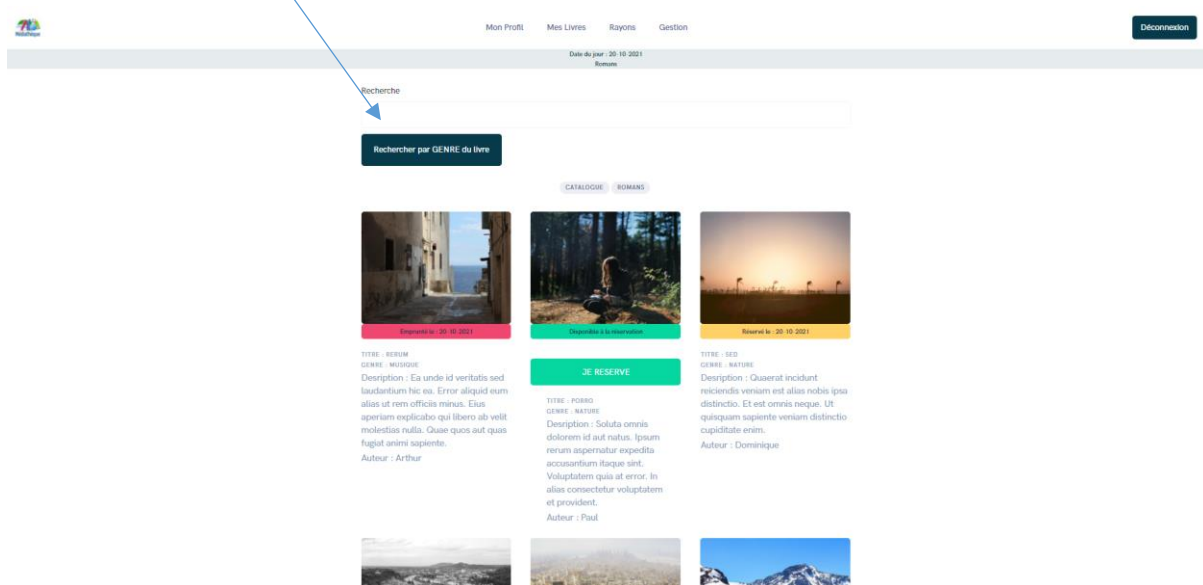 Médiathèque
Mon Profil Mes Livres Rayons Gestion
Déconnexion
Date du jour : 20-10-2021
Romans
Recherche
Rechercher par GENRE du livre
CATALOGUE ROMANS
Emprunté le : 20-10-2021
TITRE : RERUM
GENRE : MUSIQUE
Desription : Ea unde id veritatis sed
laudantium hic ea. Error aliquid eum
alias ut rem officiis minus. Eius
aperiam explicabo qui libero ab velit
molestias nulla. Quae quos aut quas
fugiat animi sapiente.
Auteur : Arthur
Disponible à la réservation
JE RESERVE
TITRE : PORRO
GENRE : NATURE
Desription : Soluta omnis
dolorem id aut natus. Ipsum
rerum aspernatur expedita
accusantium itaque sint.
Voluptatem quia at error. In
alias consectetur voluptatem
et provident.
Auteur : Paul
Réservé le : 20-10-2021
TITRE : SED
GENRE : NATURE
Desription : Quaerat incidunt
reiciendis veniam est alias nobis ipsa
distinctio. Et est omnis neque. Ut
quisquam sapiente veniam distinctio
cupiditate enim.
Auteur : Dominique